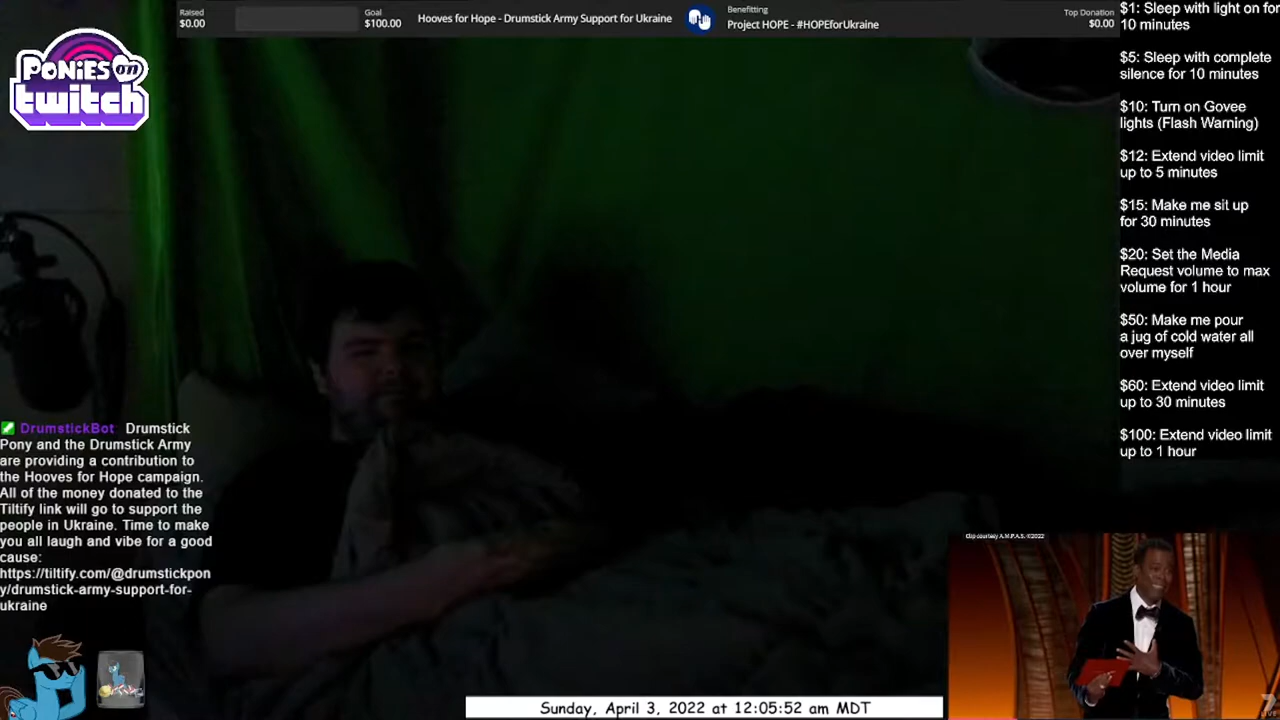 Raised
$0.00
Goal
$100.00
Hooves for Hope - Drumstick Army Support for Ukraine
Benefitting
Project HOPE - #HOPEforUkraine
Top Donation
$0.00
PONiES on
twitch
$1: Sleep with light on for
10 minutes
$5: Sleep with complete
silence for 10 minutes
$10: Turn on Govee
lights (Flash Warning)
$12: Extend video limit
up to 5 minutes
$15: Make me sit up
for 30 minutes
$20: Set the Media
Request volume to max
volume for 1 hour
$50: Make me pour
a jug of cold water all
over myself
$60: Extend video limit
up to 30 minutes
$100: Extend video limit
up to 1 hour
DrumstickBot Drumstick
Pony and the Drumstick Army
are providing a contribution to
the Hooves for Hope campaign.
All of the money donated to the
Tiltify link will go to support the
people in Ukraine. Time to make
you all laugh and vibe for a good
cause:
https://tiltify.com/@drumstickpon
y/drumstick-army-support-for-
ukraine
Clip courtesy A.M.P.A.S. ©2022
Sunday, April 3, 2022 at 12:05:52 am MDT